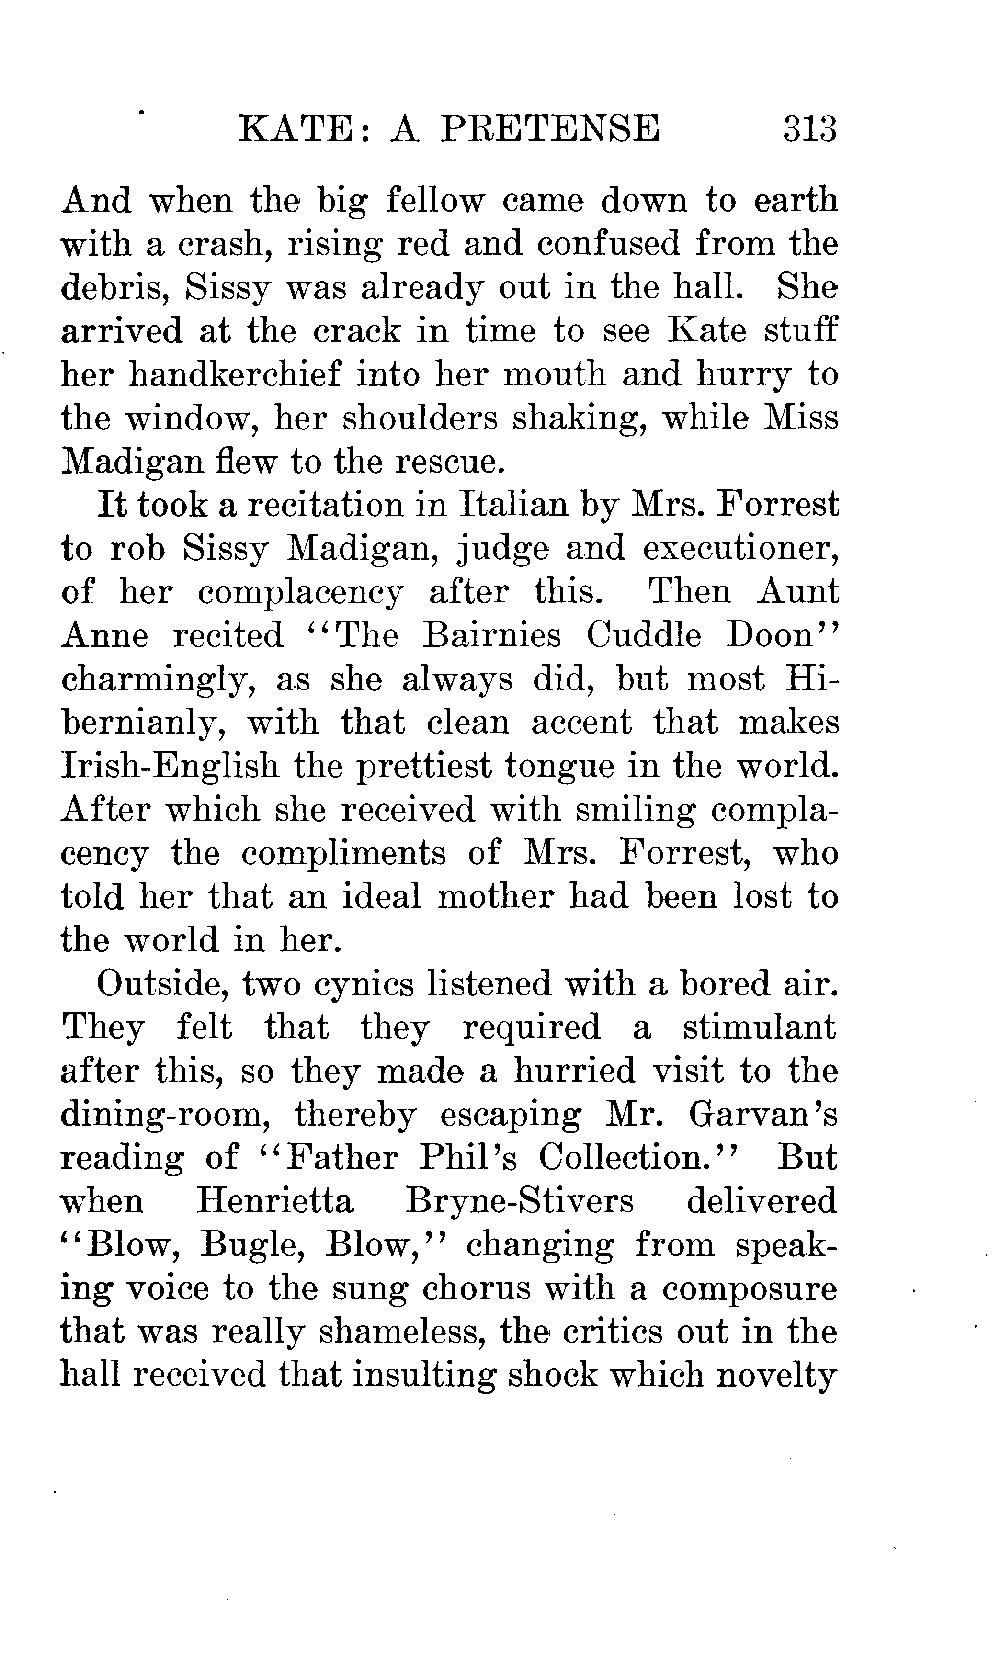 KATE: A PRETENSE 313
And when the big fellow came down to earth
with a crash, rising red and confused from the
debris, Sissy was already out in the hall. She
arrived at the crack in time to see Kate stuff
her handkerchief into her mouth and hurry to
the window, her shoulders shaking, while Miss
Madigan flew to the rescue.
It took a recitation in Italian by Mrs. Forrest
to rob Sissy Madigan, judge and executioner,
of her complacency after this. Then Aunt
Anne recited "The Bairnies Cuddle Doon"
charmingly, as she always did, but most Hi-
bernianly, with that clean accent that makes
Irish-English the prettiest tongue in the world.
After which she received with smiling compla-
cency the compliments of Mrs. Forrest, who
told her that an ideal mother had been lost to
the world in her.
Outside, two cynics listened with a bored air.
They felt that they required a stimulant
after this, so they made a hurried visit to the
dining-room, thereby escaping Mr. Garvan's
reading of "Father Phil's Collection." But
when Henrietta Bryne-Stivers delivered
"Blow, Bugle, Blow," changing from speak-
ing voice to the sung chorus with a composure
that was really shameless, the critics out in the
hall received that insulting shock which novelty